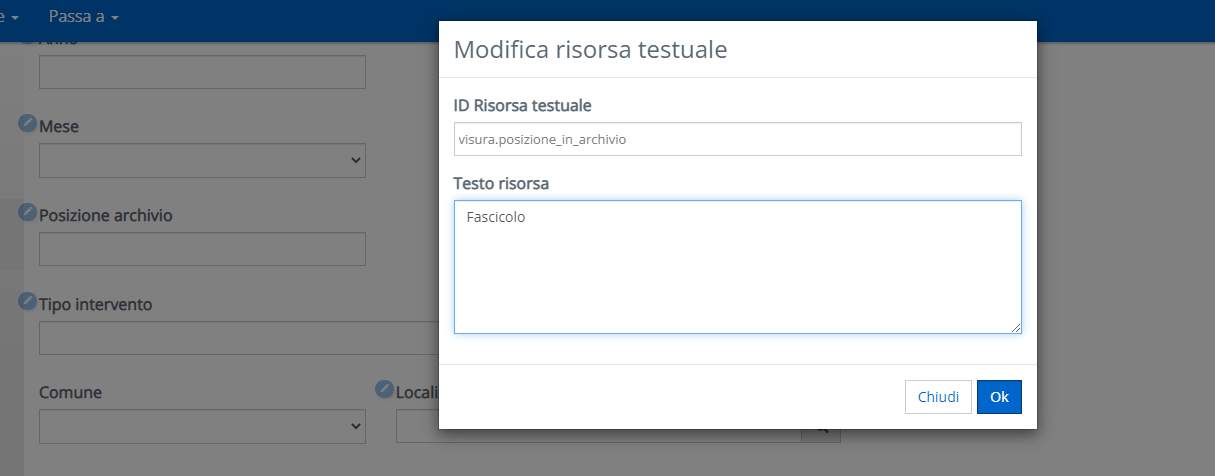 e
Passa a
Modifica risorsa testuale
ID Risorsa testuale
visura.posizione_in_archivio
Testo risorsa
Fascicolo
Chiudi
Ok
Anno
Mese
Posizione archivio
Tipo intervento
Comune
Locali